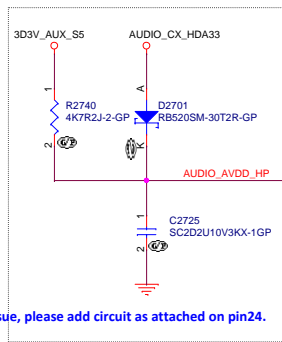 3D3V_AUX_S5
AUDIO_CX_HDA33
1
A
R2740
4K7R2J-2-GP
D2701
RB520SM-30T2R-GP
2
K
AUDIO_AVDD_HP
1
C2725
SC2D2U10V3KX-1GP
2
sue, please add circuit as attached on pin24.